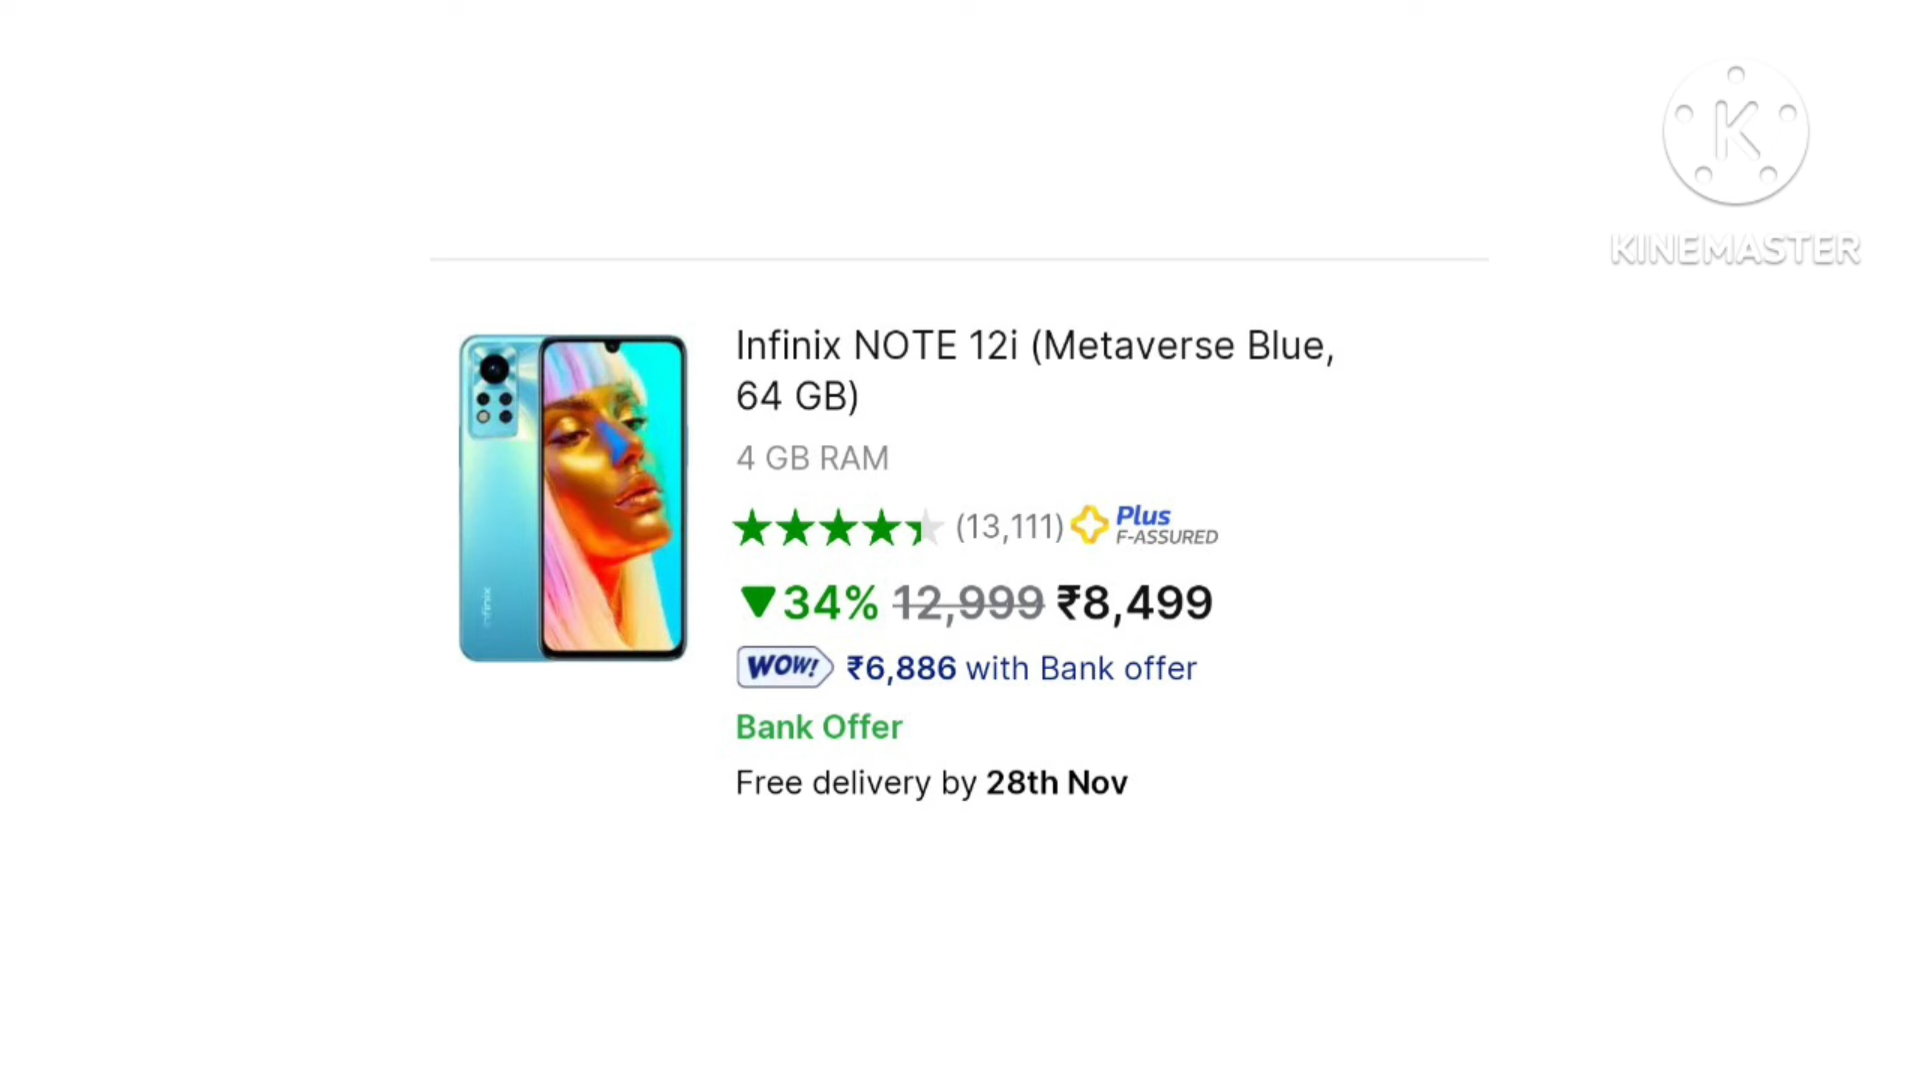 KINEMASTER
Infinix NOTE 12i (Metaverse Blue,
64 GB)
4 GB RAM
(13,111) Plus
F-ASSURED
34% 12,999 ₹8,499
WOW! ₹6,886 with Bank offer
Bank Offer
Free delivery by 28th Nov
Infinix